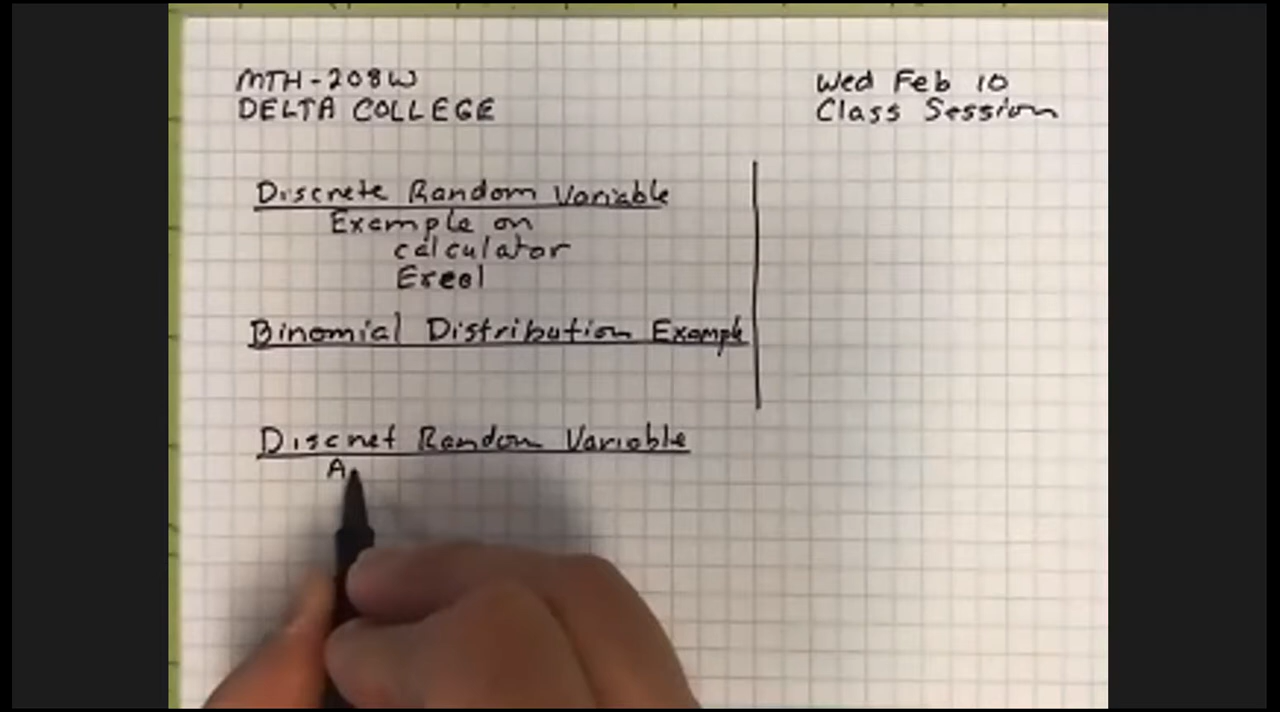 MTH-208W
DELTA COLLEGE
Wed Feb 10
Class Session
Discrete Random Variable
Example on
calculator
Excel
Binomial Distribution Example
Discret Random Variable
A